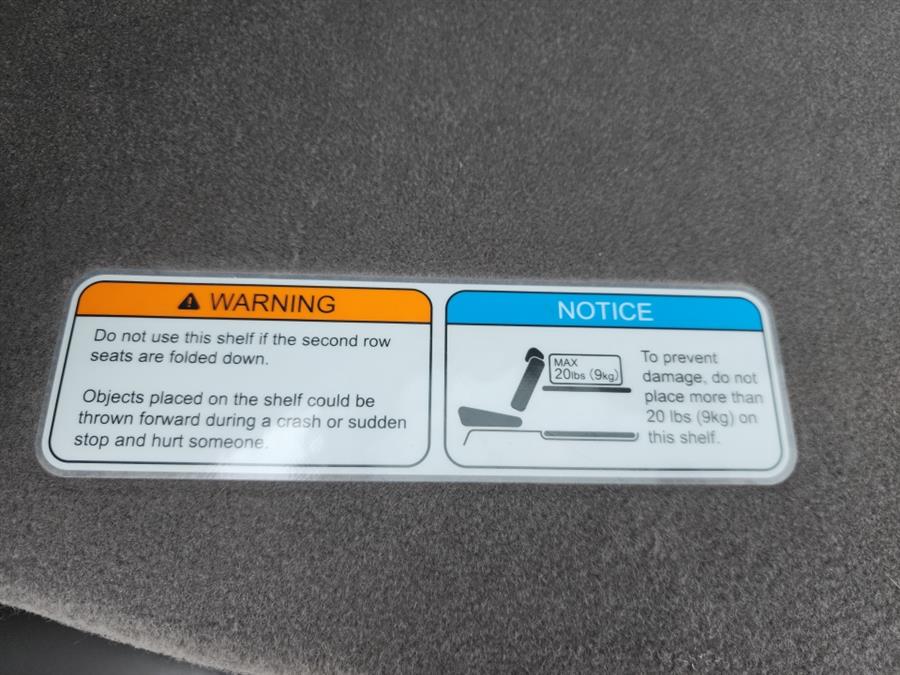 WARNING
Do not use this shelf if the second row
seats are folded down.
Objects placed on the shelf could be
thrown forward during a crash or sudden
stop and hurt someone.
NOTICE
MAX
20lbs (9kg)
To prevent
damage, do not
place more than
20 lbs (9kg) on
this shelf.